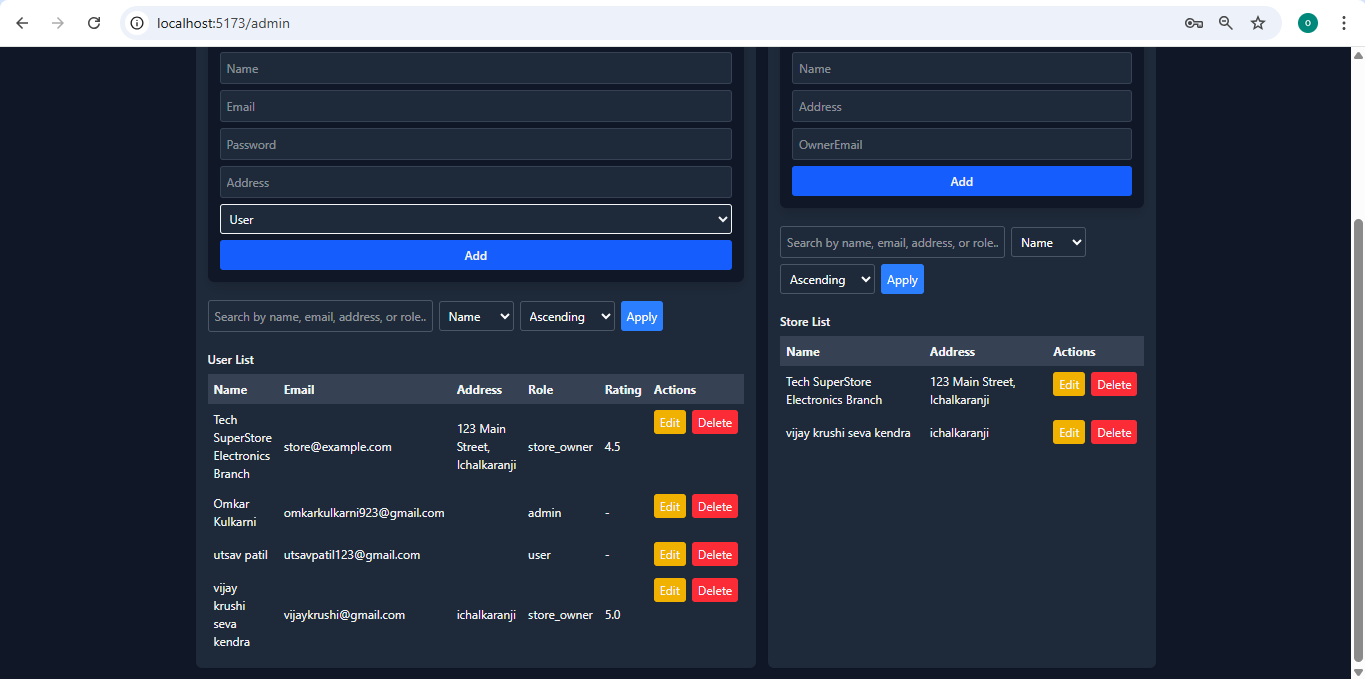 localhost:5173/admin
o
Name
Email
Password
Address
User
Add
Search by name, email, address, or role..
Name
Ascending
Apply
User List
Name Email Address Role Rating Actions
Tech
SuperStore
Electronics
Branch
store@example.com
123 Main
Street,
Ichalkaranji
store_owner
4.5
Edit Delete
Omkar
Kulkarni
omkarkulkarni923@gmail.com
admin
-
Edit Delete
utsav patil
utsavpatil123@gmail.com
user
-
Edit Delete
vijay
krushi
seva
kendra
vijaykrushi@gmail.com
ichalkaranji
store_owner
5.0
Edit Delete
Name
Address
OwnerEmail
Add
Search by name, email, address, or role..
Name
Ascending
Apply
Store List
Name Address Actions
Tech SuperStore
Electronics Branch
123 Main Street,
Ichalkaranji
Edit Delete
vijay krushi seva kendra
ichalkaranji
Edit Delete